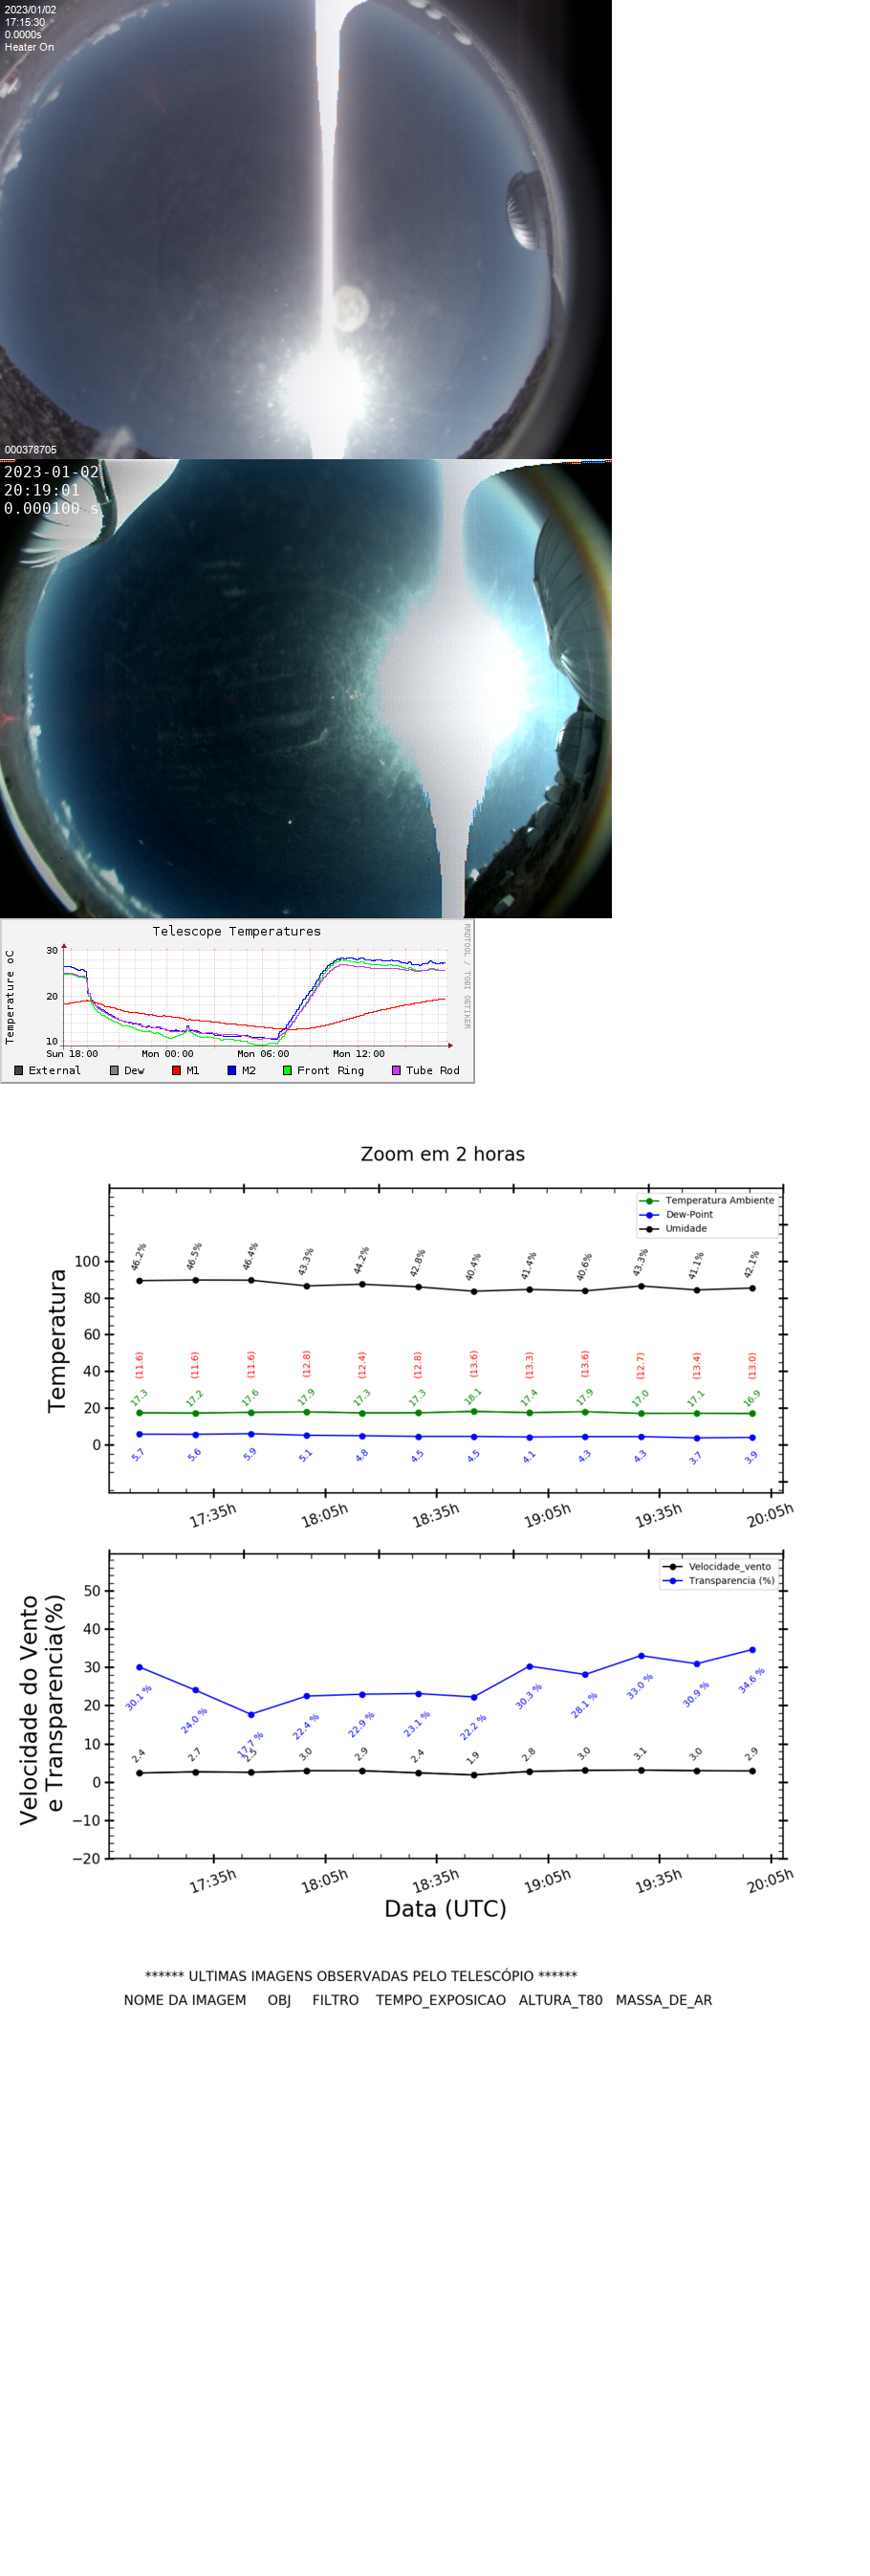 2023/01/02
17:15:30
0.0000s
Heater On
000378705
2023-01-02
20:19:01
0.000100 s
Telescope Temperatures
RRDTOOL / TOBI OETIKER
Temperature oC
30
20
10
Sun 18:00 Mon 00:00 Mon 06:00 Mon 12:00
External Dew M1 M2 Front Ring Tube Rod
Zoom em 2 horas
Temperatura Ambiente
Dew-Point
Umidade
Temperatura
100
80
60
40
20
0
46.2% 46.5% 46.4% 43.3% 44.2% 42.8% 40.4% 41.4% 40.6% 43.3% 41.1% 42.1%
(11.6) (11.6) (11.6) (12.8) (12.4) (12.8) (13.6) (13.3) (13.6) (12.7) (13.4) (13.0)
17.3 17.2 17.6 17.9 17.3 17.3 18.1 17.4 17.9 17.0 17.1 16.9
5.7 5.6 5.9 5.1 4.8 4.5 4.5 4.1 4.3 4.3 3.7 3.9
17:35h 18:05h 18:35h 19:05h 19:35h 20:05h
Velocidade_vento
Transparencia (%)
Velocidade do Vento
e Transparencia(%)
50
40
30
20
10
0
−10
−20
30.1 % 24.0 % 17.7 % 22.4 % 22.9 % 23.1 % 22.2 % 30.3 % 28.1 % 33.0 % 30.9 % 34.6 %
2.4 2.7 2.5 3.0 2.9 2.4 1.9 2.8 3.0 3.1 3.0 2.9
17:35h 18:05h 18:35h 19:05h 19:35h 20:05h
Data (UTC)
****** ULTIMAS IMAGENS OBSERVADAS PELO TELESCÓPIO ******
NOME DA IMAGEM OBJ FILTRO TEMPO_EXPOSICAO ALTURA_T80 MASSA_DE_AR